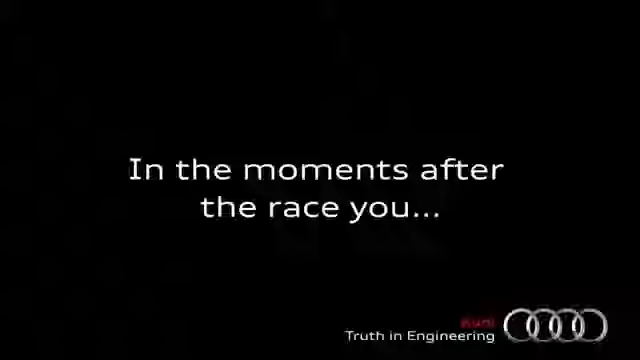 In the moments after
the race you...
Audi
Truth in Engineering